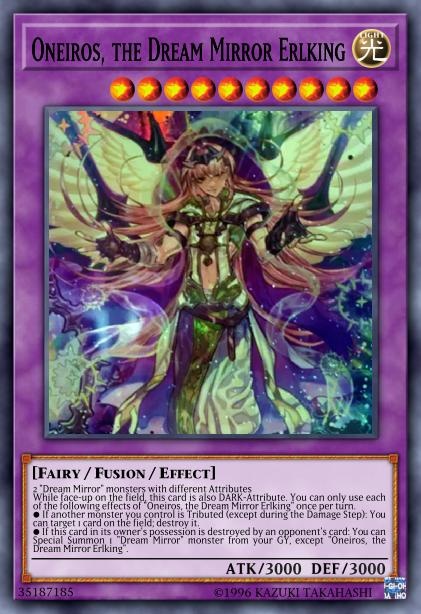 ONEIROS, THE DREAM MIRROR ERLKING
LIGHT
光
[FAIRY / FUSION / EFFECT]
2 "Dream Mirror" monsters with different Attributes
While face-up on the field, this card is also DARK-Attribute. You can only use each
of the following effects of "Oneiros, the Dream Mirror Erlking" once per turn.
● If another monster you control is Tributed (except during the Damage Step): You
can target 1 card on the field; destroy it.
● If this card in its owner's possession is destroyed by an opponent's card: You can
Special Summon 1 "Dream Mirror" monster from your GY, except "Oneiros, the
Dream Mirror Erlking".
ATK/3000 DEF/3000
35187185
©1996 KAZUKI TAKAHASHI